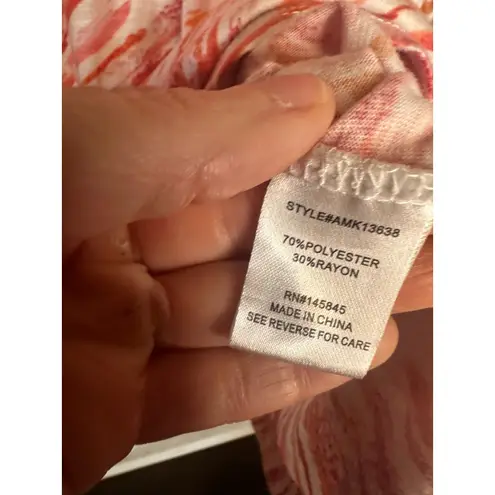 STYLE#AMK13638
70%POLYESTER
30%RAYON
RN#145845
MADE IN CHINA
SEE REVERSE FOR CARE